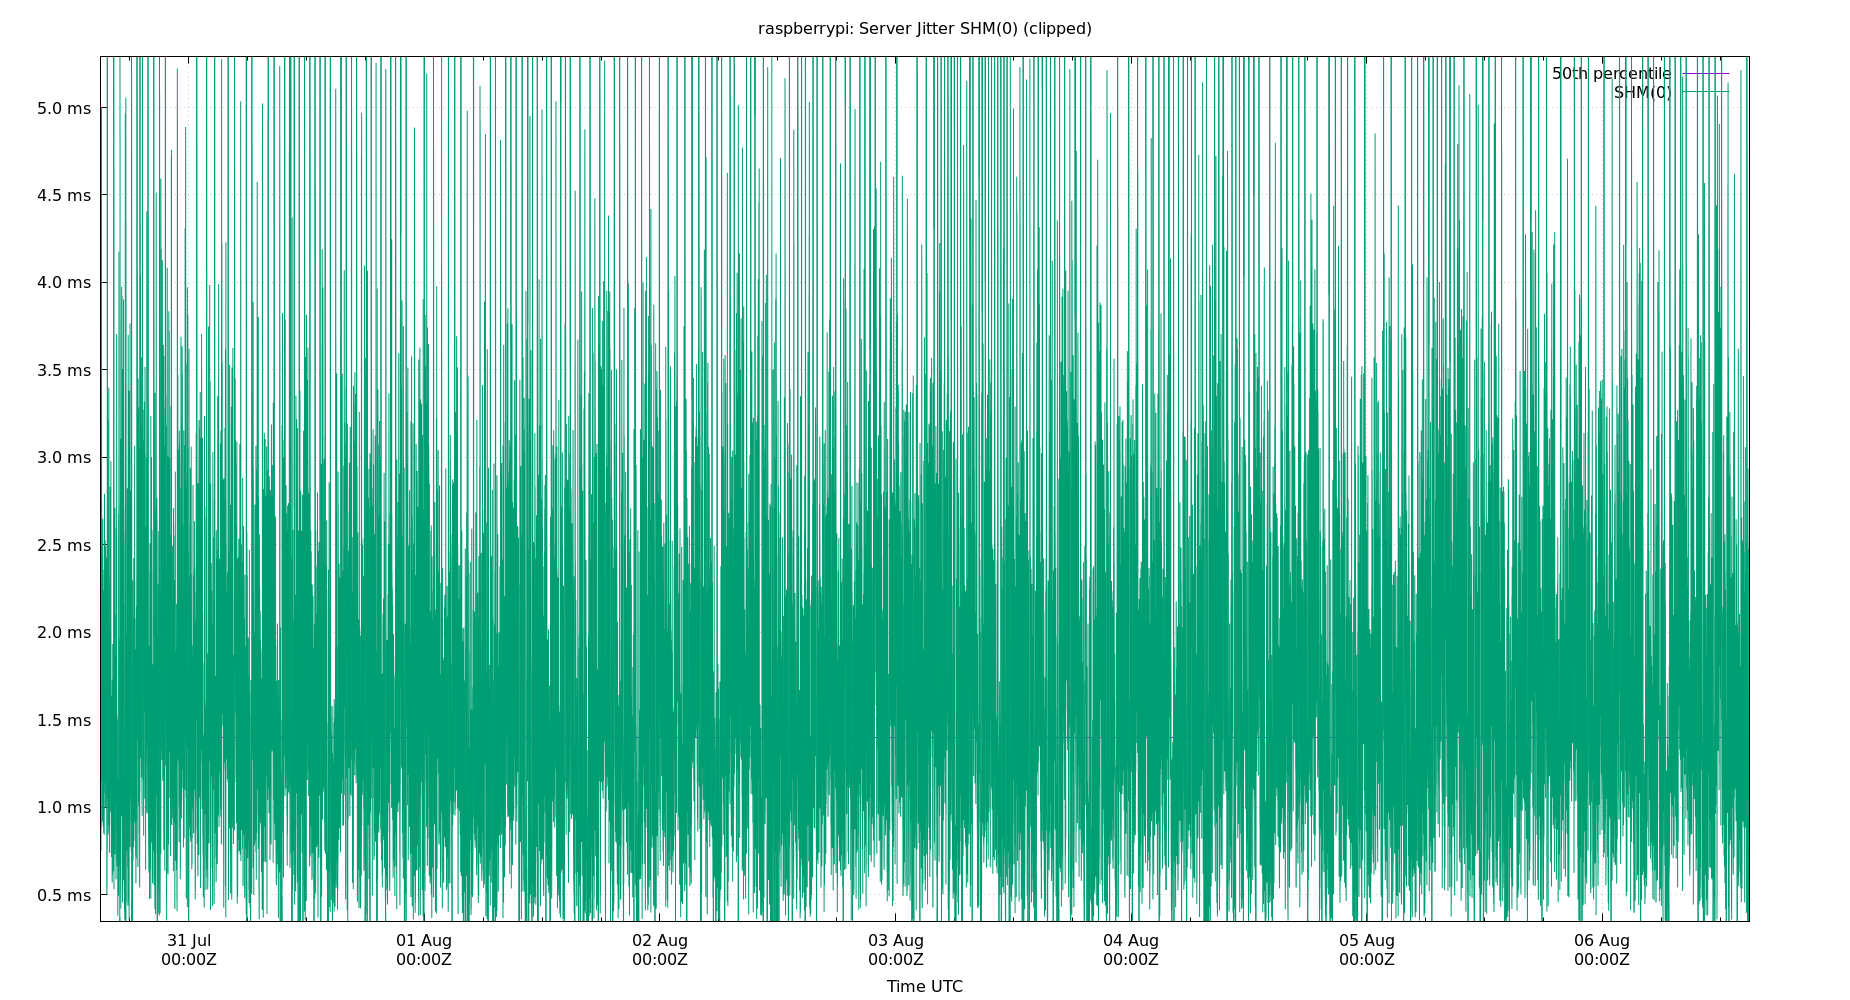 raspberrypi: Server Jitter SHM(0) (clipped)
50th percentile
SHM(0)
5.0 ms
4.5 ms
4.0 ms
3.5 ms
3.0 ms
2.5 ms
2.0 ms
1.5 ms
1.0 ms
0.5 ms
31 Jul 01 Aug 02 Aug 03 Aug 04 Aug 05 Aug 06 Aug
00:00Z 00:00Z 00:00Z 00:00Z 00:00Z 00:00Z 00:00Z
Time UTC